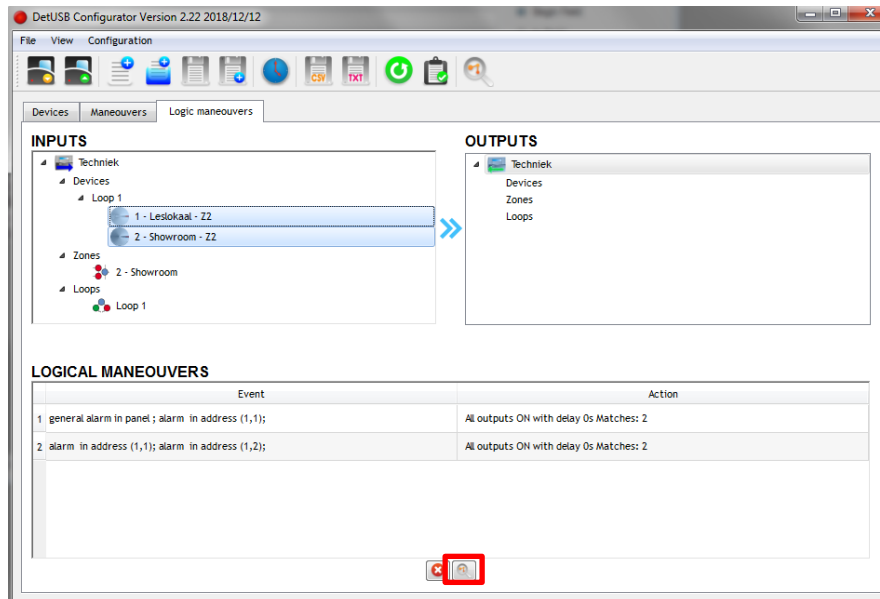 DetUSB Configurator Version 2.22 2018/12/12
File View Configuration
CSV TXT
Devices Maneouvers Logic maneouvers
INPUTS
Techniek
Devices
Loop 1
1 - Leslokaal - Z2
2 - Showroom - Z2
Zones
2 - Showroom
Loops
Loop 1
OUTPUTS
Techniek
Devices
Zones
Loops
LOGICAL MANEOUVERS
Event Action
1 general alarm in panel ; alarm in address (1,1); All outputs ON with delay 0s Matches: 2
2 alarm in address (1,1); alarm in address (1,2); All outputs ON with delay 0s Matches: 2